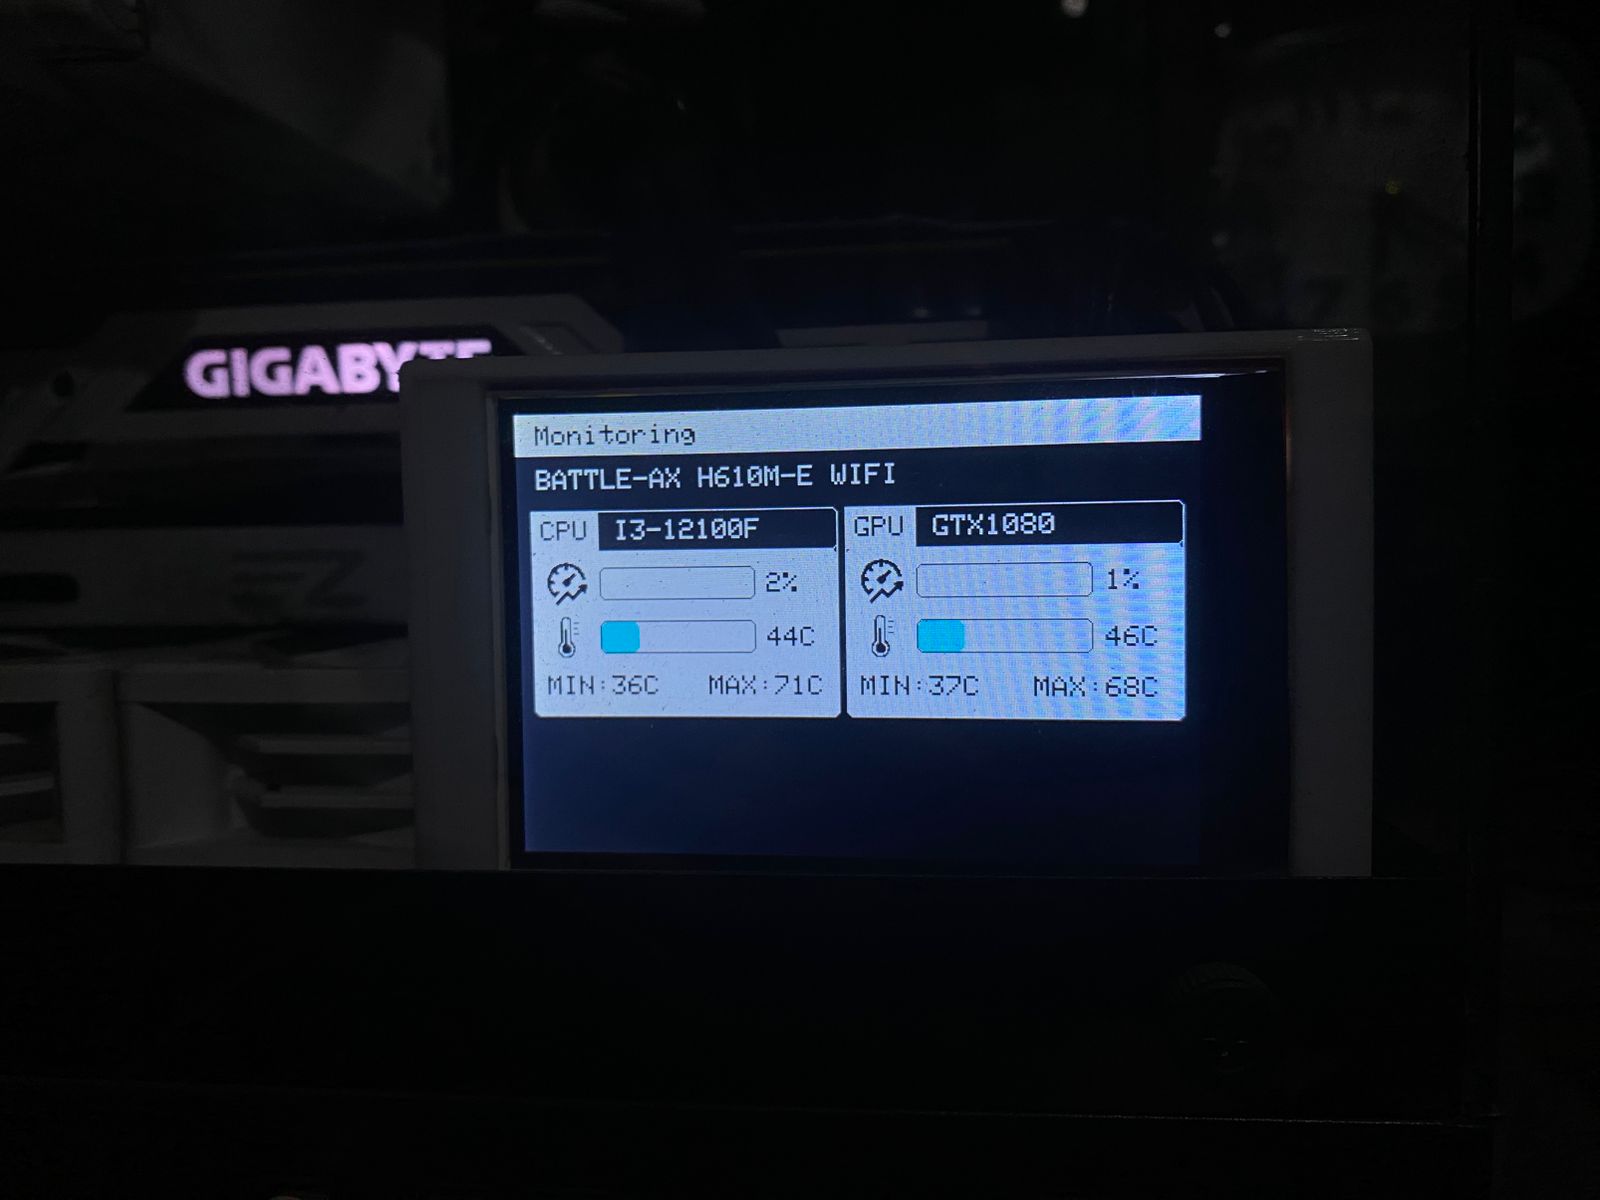 GIGABYTE
Monitoring
BATTLE-AX H610M-E WIFI
CPU I3-12100F
2%
44C
MIN:36C MAX:71C
GPU GTX1080
1%
46C
MIN:37C MAX:68C